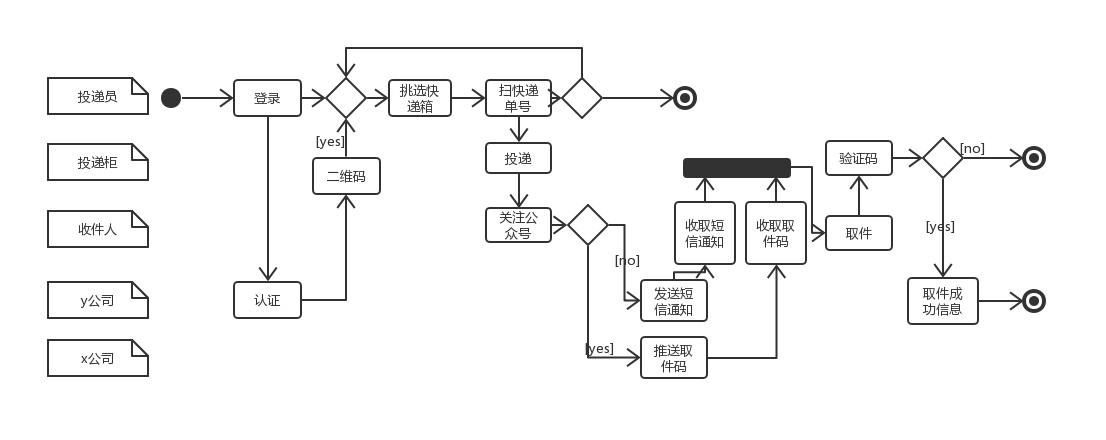 投递员
登录
挑选快
递箱
扫快递
单号
[yes]
投递柜
二维码
投递
验证码
[no]
收件人
关注公
众号
收取短
信通知
收取取
件码
取件
[yes]
[no]
y公司
认证
发送短
信通知
取件成
功信息
x公司
[yes]
推送取
件码